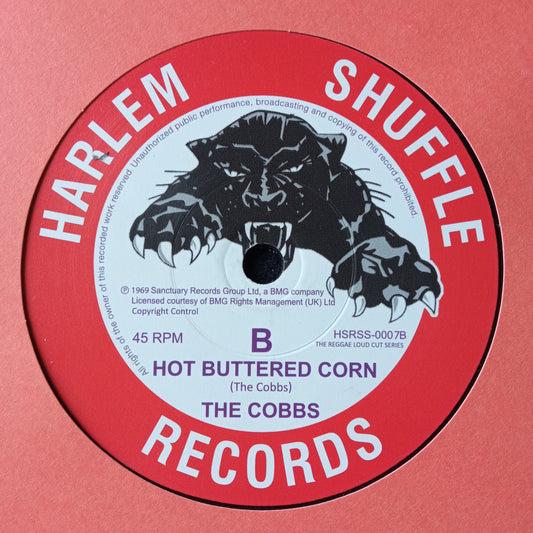 HARLEM SHUFFLE
RECORDS
All rights of the owner of this recorded work reserved. Unauthorized public performance, broadcasting and copying of this record prohibited.
℗ 1969 Sanctuary Records Group Ltd, a BMG company
Licensed courtesy of BMG Rights Management (UK) Ltd
Copyright Control
45 RPM
B
HSRSS-0007B
THE REGGAE LOUD CUT SERIES
HOT BUTTERED CORN
(The Cobbs)
THE COBBS